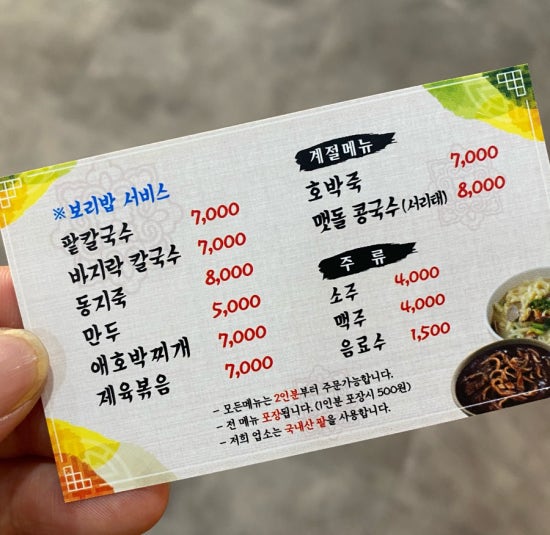 ※보리밥 서비스
팥칼국수 7,000
바지락 칼국수 7,000
동지죽 8,000
만두 5,000
애호박찌개 7,000
제육볶음 7,000
계절메뉴
호박죽 7,000
맷돌 콩국수(서리태) 8,000
주 류
소주 4,000
맥주 4,000
음료수 1,500
- 모든메뉴는 2인분부터 주문가능합니다.
- 전 메뉴 포장됩니다. (1인분 포장시 500원)
- 저희 업소는 국내산 팥을 사용합니다.